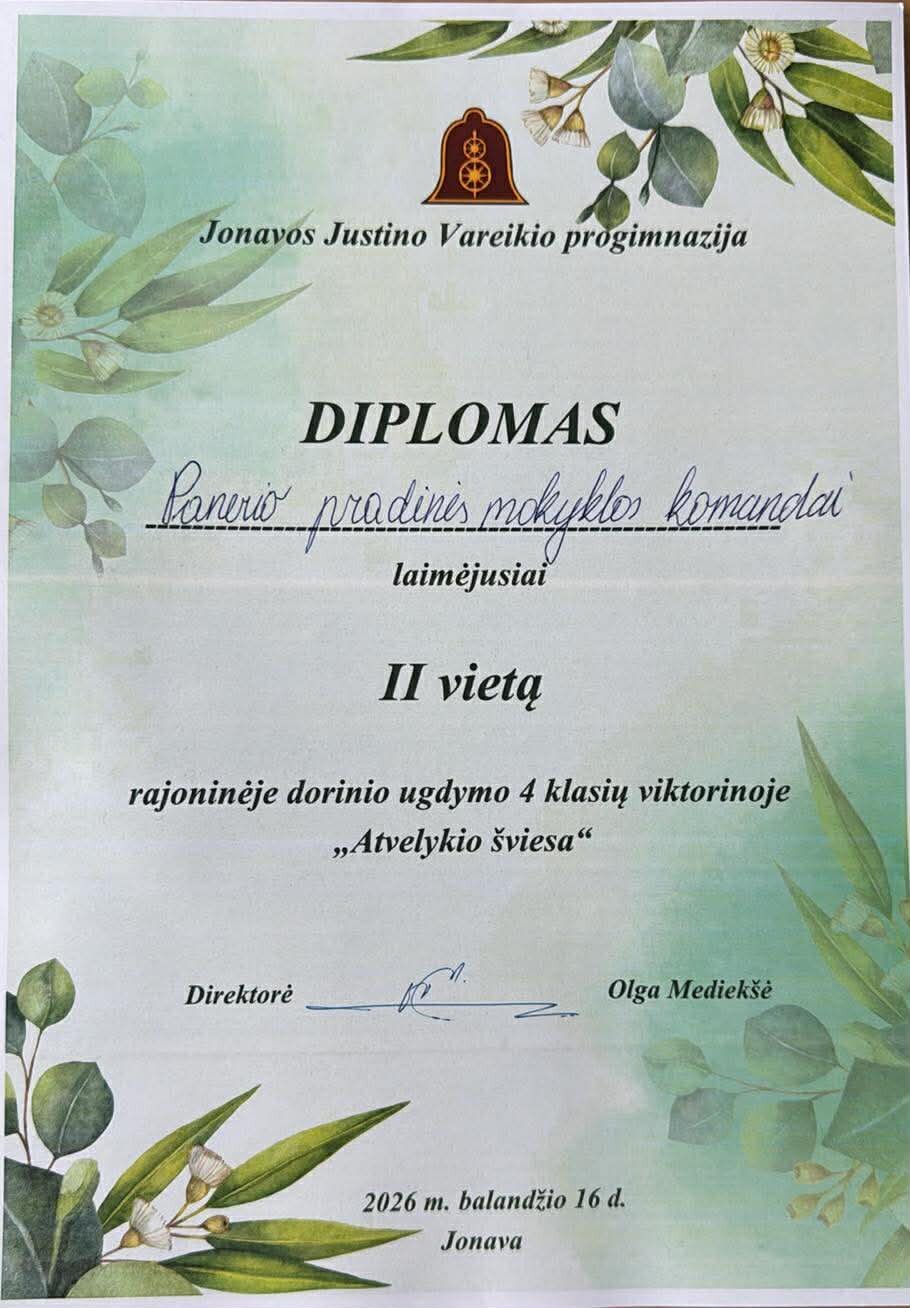 Jonavos Justino Vareikio progimnazija
DIPLOMAS
Panerio pradinės mokyklos komandai
laimėjusiai
II vietą
rajoninėje dorinio ugdymo 4 klasių viktorinoje
„Atvelykio šviesa“
Direktorė Olga Mediekšė
2026 m. balandžio 16 d.
Jonava